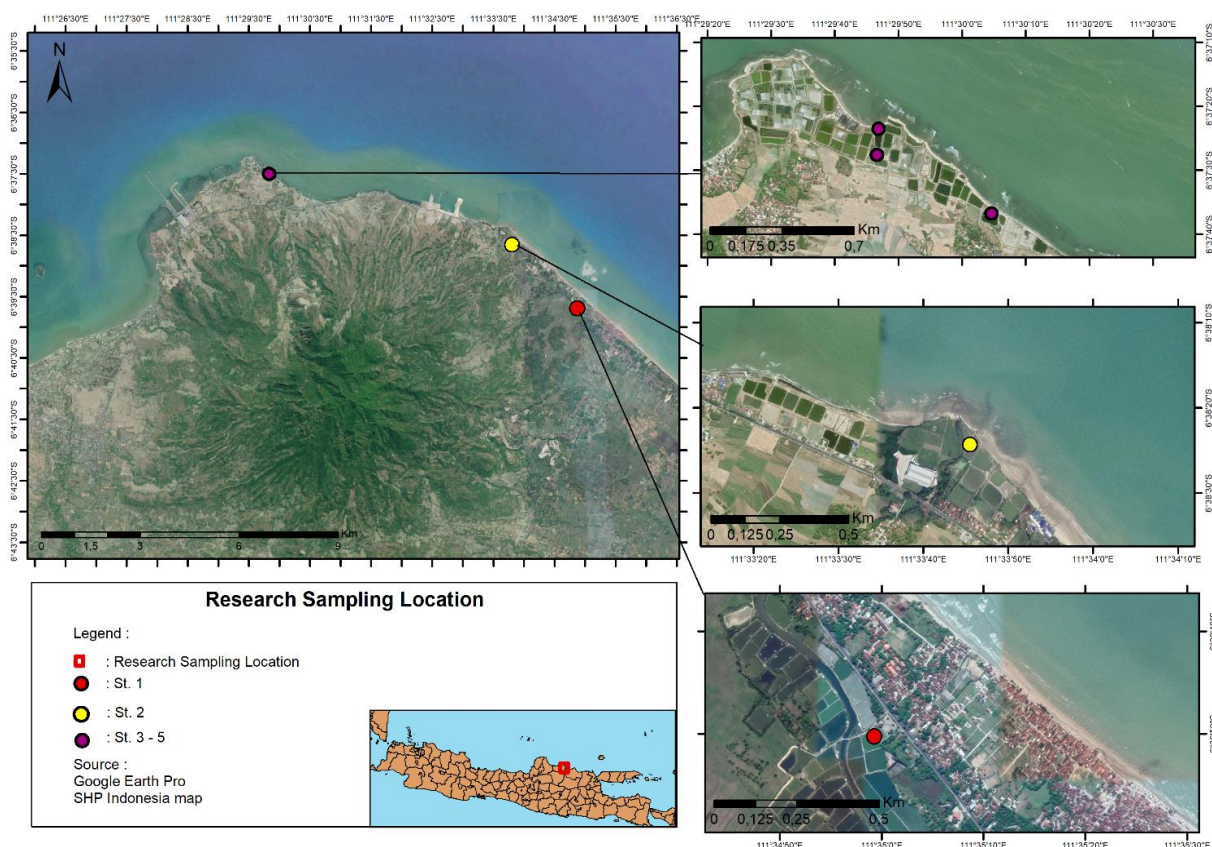 111°26'30"E 111°27'30"E 111°28'30"E 111°29'30"E 111°30'30"E 111°31'30"E 111°32'30"E 111°33'30"E 111°34'30"E 111°35'30"E 111°36'30"E
6°35'30"S
6°36'30"S
6°37'30"S
6°38'30"S
6°39'30"S
6°40'30"S
6°41'30"S
6°42'30"S
6°43'30"S
N
0 1.5 3 6 9
Km
111°29'20"E 111°29'30"E 111°29'40"E 111°29'50"E 111°30'0"E 111°30'10"E 111°30'20"E 111°30'30"E
6°37'10"S
6°37'20"S
6°37'30"S
6°37'40"S
Km
0 0,175 0,35 0,7
6°38'10"S
6°38'20"S
6°38'30"S
Km
0 0,125 0,25 0,5
111°33'20"E 111°33'30"E 111°33'40"E 111°33'50"E 111°34'0"E 111°34'10"E
Km
0 0,125 0,25 0,5
111°34'50"E 111°35'0"E 111°35'10"E 111°35'20"E 111°35'30"E
Research Sampling Location
Legend :
: Research Sampling Location
: St. 1
: St. 2
: St. 3 - 5
Source :
Google Earth Pro
SHP Indonesia map